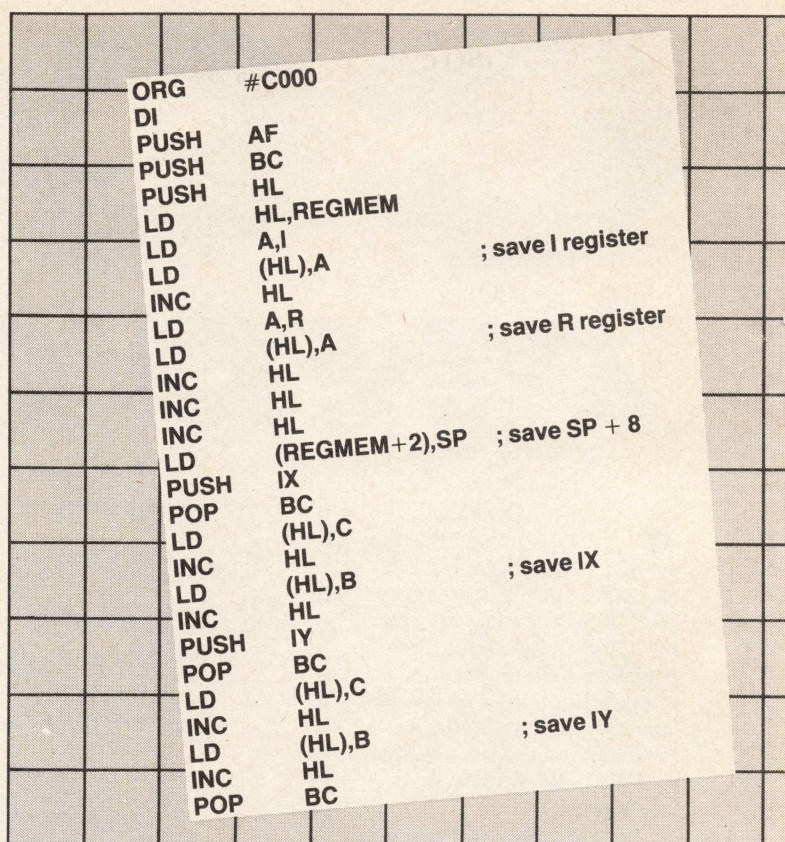 ORG #C000
DI
PUSH AF
PUSH BC
PUSH HL
LD HL,REGMEM
LD A,I
LD (HL),A ; save I register
INC HL
LD A,R
LD (HL),A ; save R register
INC HL
INC HL
INC HL
LD (REGMEM+2),SP ; save SP + 8
PUSH IX
POP BC
LD (HL),C
INC HL
LD (HL),B ; save IX
INC HL
PUSH IY
POP BC
LD (HL),C
INC HL
LD (HL),B ; save IY
INC HL
POP BC